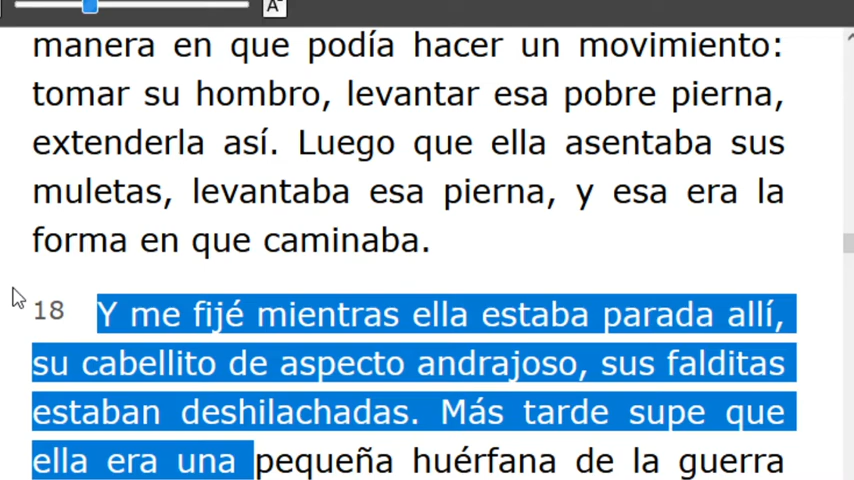 A
manera en que podía hacer un movimiento:
tomar su hombro, levantar esa pobre pierna,
extenderla así. Luego que ella asentaba sus
muletas, levantaba esa pierna, y esa era la
forma en que caminaba.
18 Y me fijé mientras ella estaba parada allí,
su cabellito de aspecto andrajoso, sus falditas
estaban deshilachadas. Más tarde supe que
ella era una pequeña huérfana de la guerra